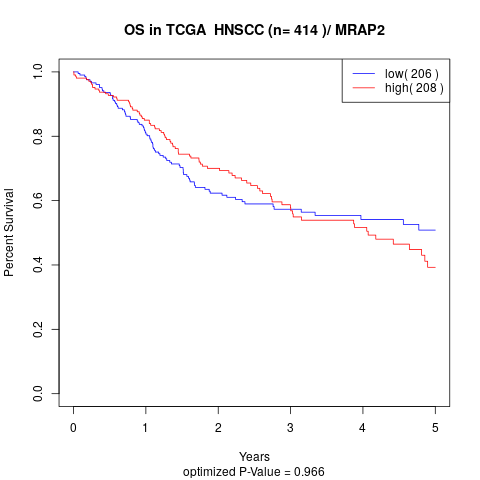 OS in TCGA  HNSCC (n= 414 )/ MRAP2
low( 206 )
high( 208 )
Percent Survival
1.0
0.8
0.6
0.4
0.2
0.0
0 1 2 3 4 5
Years
optimized P-Value = 0.966